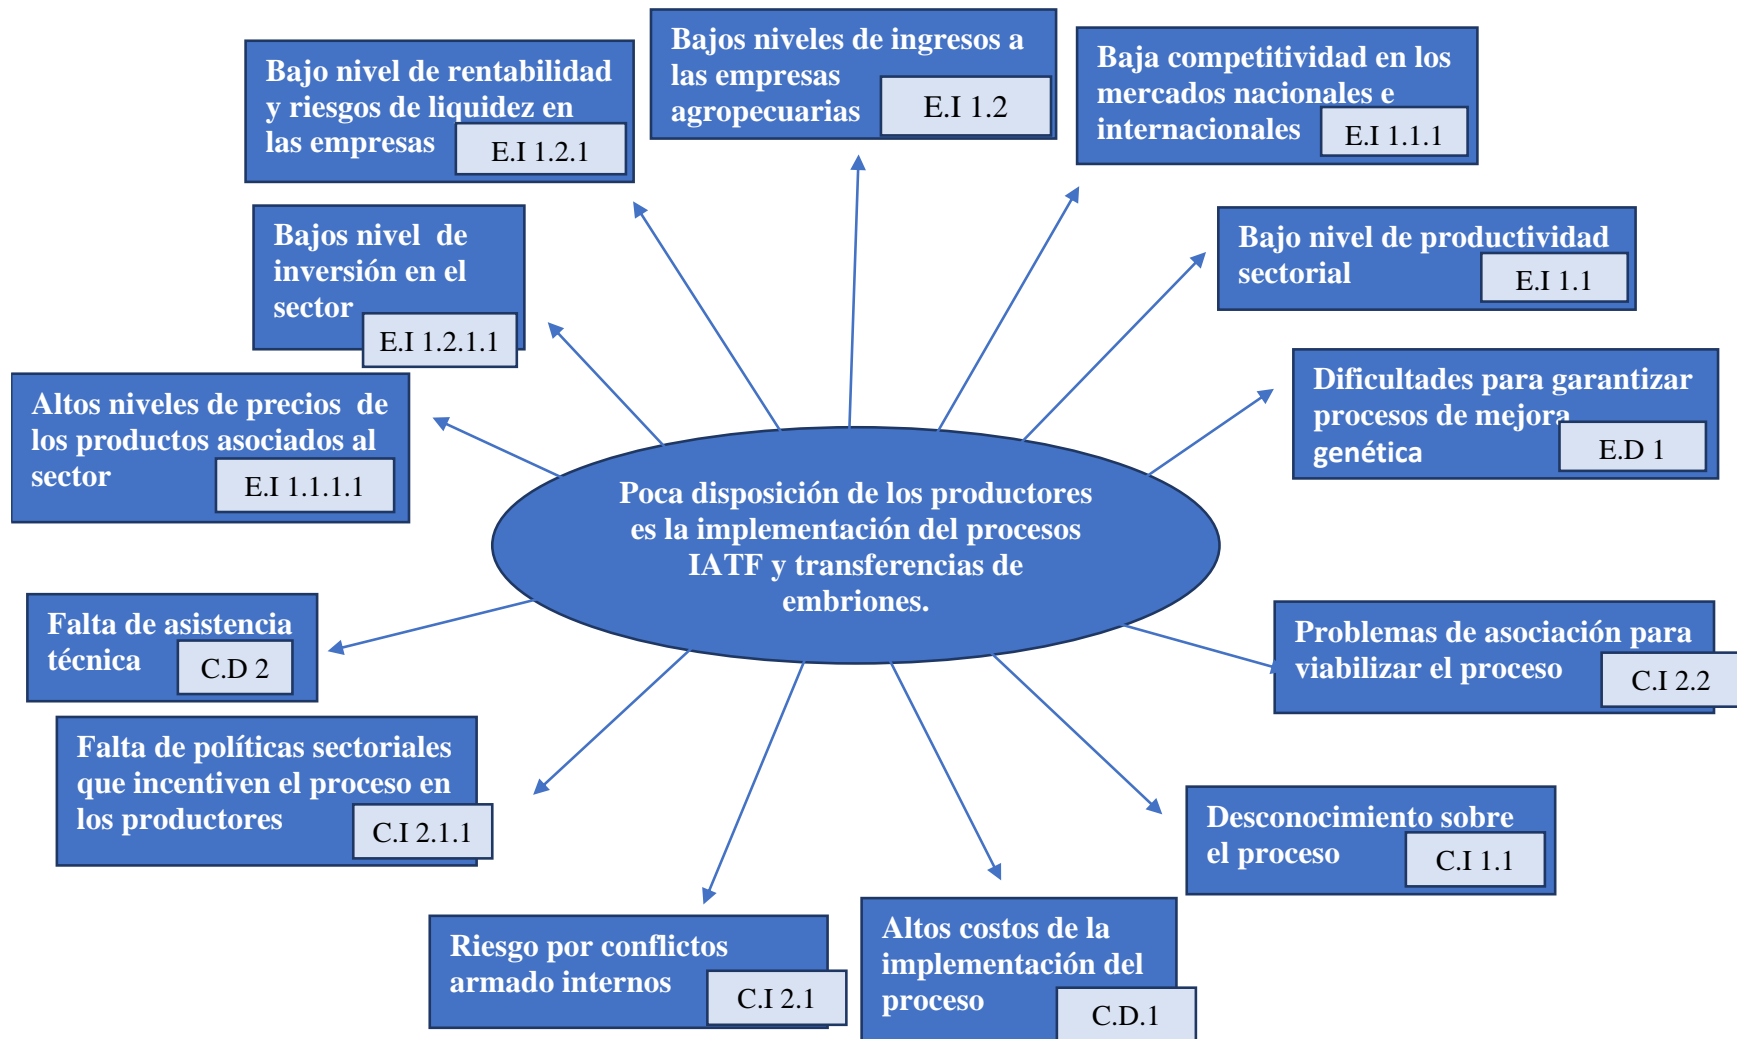 Bajo nivel de rentabilidad
y riesgos de liquidez en
las empresas
E.I 1.2.1
Bajos niveles de ingresos a
las empresas
agropecuarias
E.I 1.2
Baja competitividad en los
mercados nacionales e
internacionales
E.I 1.1.1
Bajos nivel de
inversión en el
sector
E.I 1.2.1.1
Bajo nivel de productividad
sectorial
E.I 1.1
Altos niveles de precios de
los productos asociados al
sector
E.I 1.1.1.1
Dificultades para garantizar
procesos de mejora
genética
E.D 1
Poca disposición de los productores
es la implementación del procesos
IATF y transferencias de
embriones.
Falta de asistencia
técnica
C.D 2
Problemas de asociación para
viabilizar el proceso
C.I 2.2
Falta de políticas sectoriales
que incentiven el proceso en
los productores
C.I 2.1.1
Desconocimiento sobre
el proceso
C.I 1.1
Riesgo por conflictos
armado internos
C.I 2.1
Altos costos de la
implementación del
proceso
C.D.1